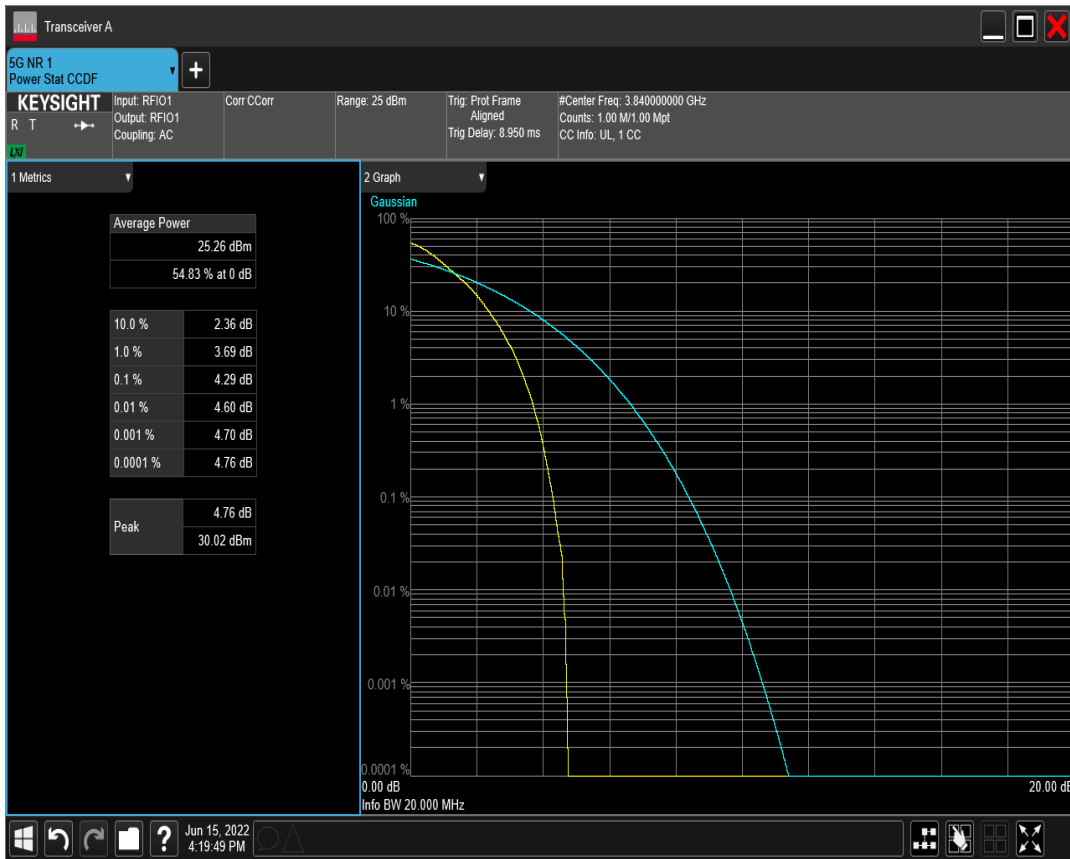 Transceiver A
5G NR 1
Power Stat CCDF
KEYSIGHT
R T
LXI
Input: RFIO1
Output: RFIO1
Coupling: AC
Corr CCorr
Range: 25 dBm
Trig: Prot Frame
Aligned
Trig Delay: 8.950 ms
#Center Freq: 3.840000000 GHz
Counts: 1.00 M/1.00 Mpt
CC Info: UL, 1 CC
1 Metrics
Average Power
25.26 dBm
54.83 % at 0 dB
10.0 % 2.36 dB
1.0 % 3.69 dB
0.1 % 4.29 dB
0.01 % 4.60 dB
0.001 % 4.70 dB
0.0001 % 4.76 dB
Peak
4.76 dB
30.02 dBm
2 Graph
Gaussian
100 %
10 %
1 %
0.1 %
0.01 %
0.001 %
0.0001 %
0.00 dB 20.00 dB
Info BW 20.000 MHz
Jun 15, 2022
4:19:49 PM